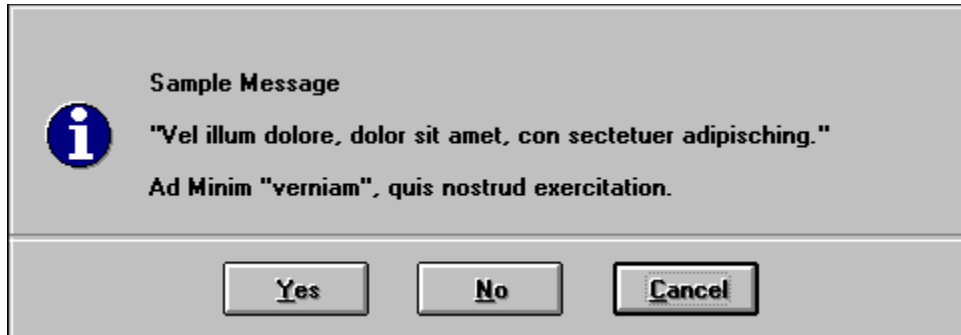 Sample Message
"Vel illum dolore, dolor sit amet, con sectetuer adipisching."
Ad Minim "verniam", quis nostrud exercitation.
Yes No Cancel